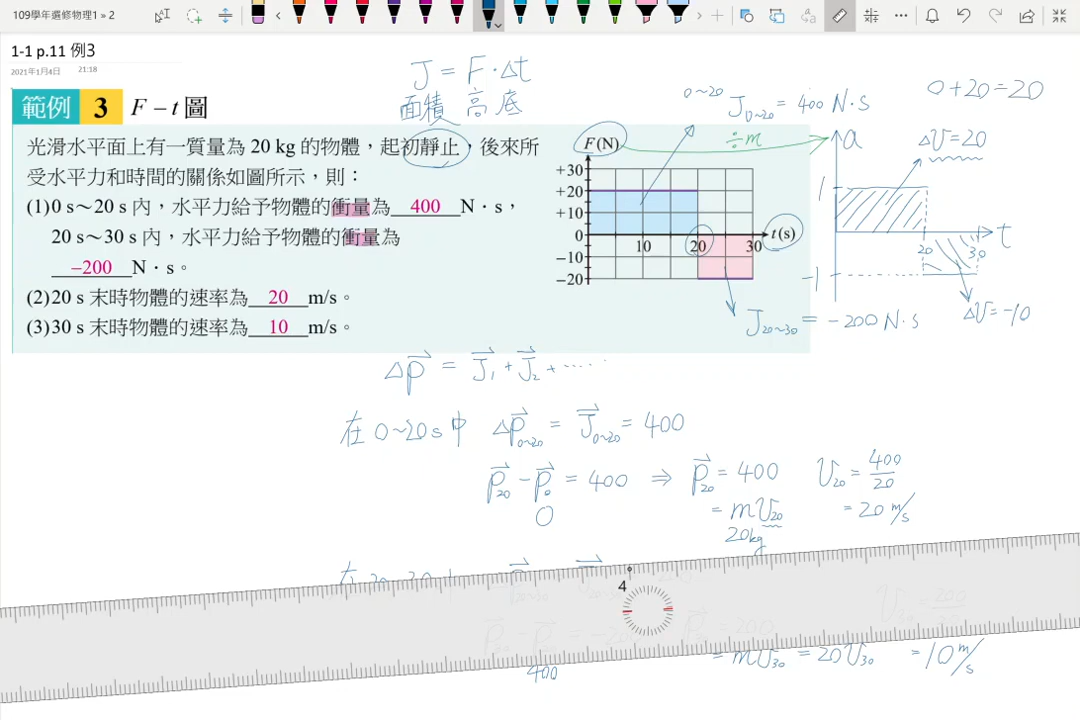 109學年選修物理1 » 2
1-1 p.11 例3
2021年1月4日 21:18
範例 3 F－t 圖
光滑水平面上有一質量為 20 kg 的物體，起初靜止，後來所
受水平力和時間的關係如圖所示，則：
(1)0 s～20 s 內，水平力給予物體的衝量為 400 N·s，
20 s～30 s 內，水平力給予物體的衝量為
−200 N·s。
(2)20 s 末時物體的速率為 20 m/s。
(3)30 s 末時物體的速率為 10 m/s。
J = F·Δt
面積 高 底
F(N)
+30
+20
+10
0
−10
−20
10 20 30 t(s)
0~20
J0~20 = 400 N·S
÷m
J20~30 = −200 N·S
0+20=20
a
ΔV=20
1
20 30 t
−1
ΔV=−10
Δp⃗ = J⃗1 + J⃗2 + ……
在 0~20s 中 Δp⃗0~20 = J⃗0~20 = 400
p⃗20 − p⃗0 = 400 ⇒ p⃗20 = 400 V20 = 400/20
0 = mV20 = 20 m/s
20kg
4
400 = mV30 = 20V30 = 10 m/s